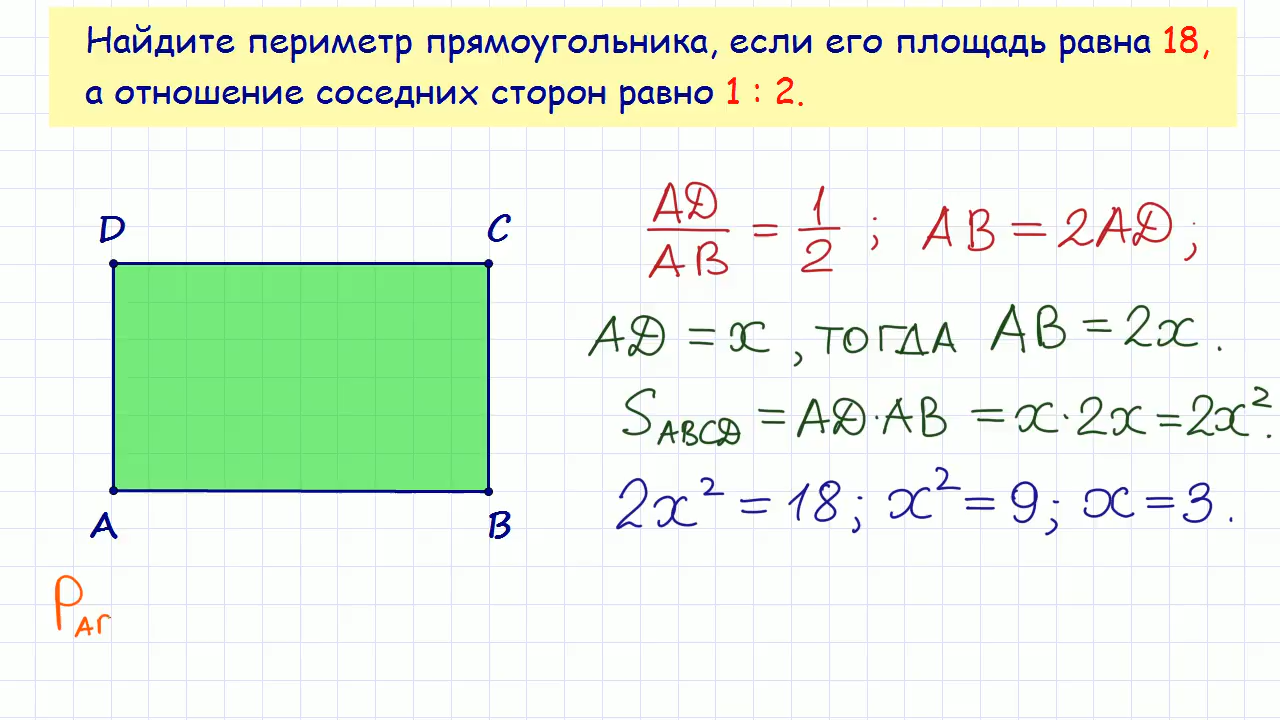 Найдите периметр прямоугольника, если его площадь равна 18,
а отношение соседних сторон равно 1 : 2.
D C
AD/AB = 1/2 ; AB = 2AD ;
AD = x , тогда AB = 2x .
S_ABCD = AD · AB = x · 2x = 2x².
2x² = 18 ; x² = 9 ; x = 3 .
A B
P